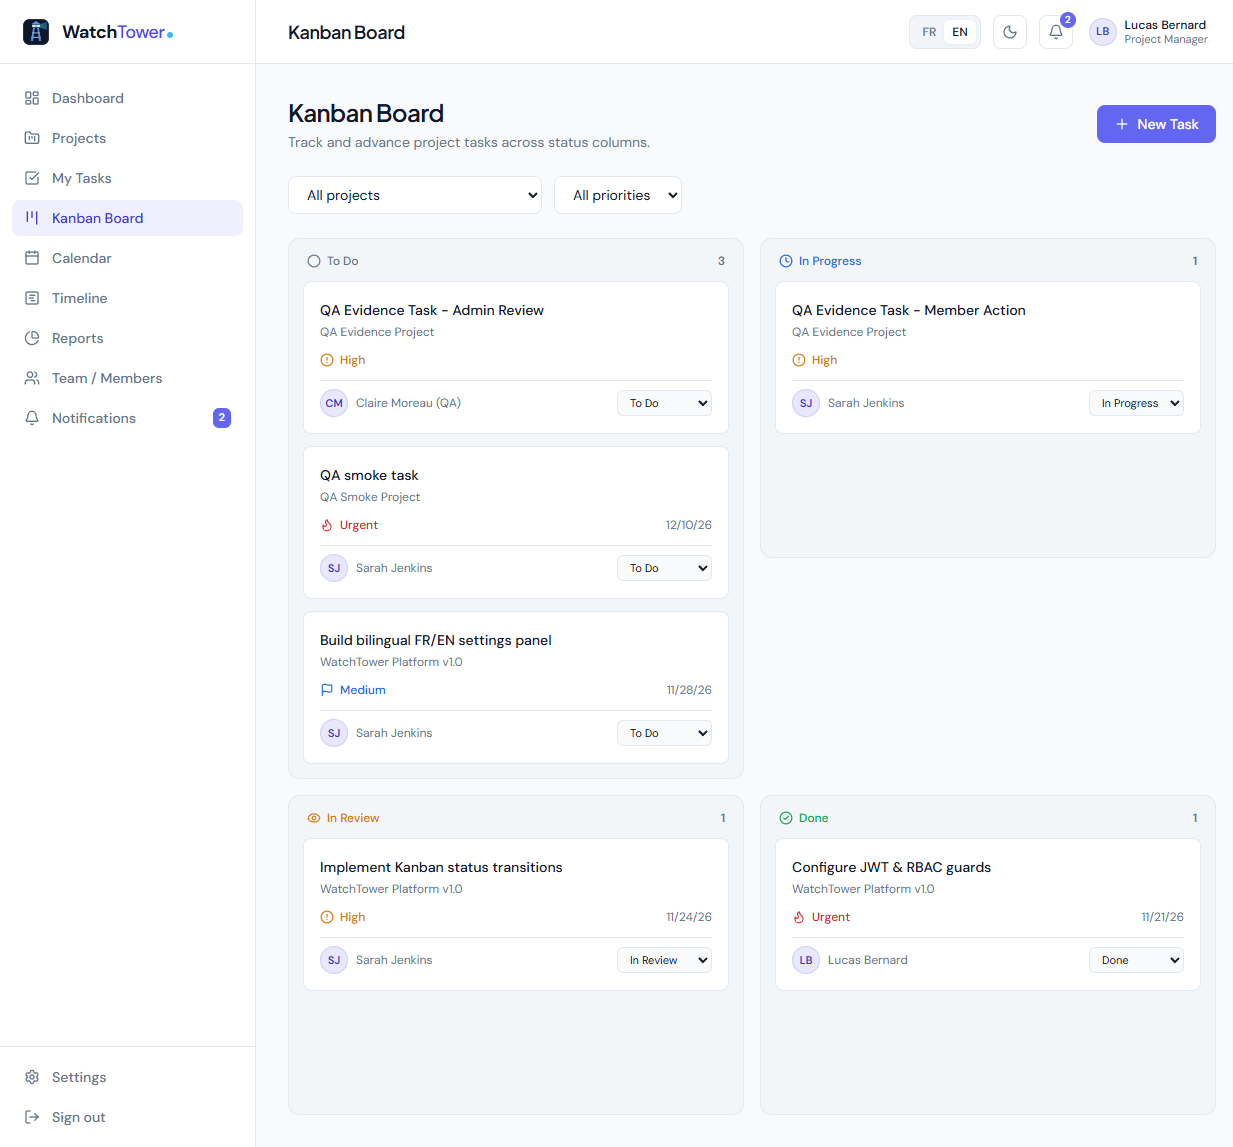 WatchTower
Kanban Board
FR EN
2
LB
Lucas Bernard
Project Manager
Dashboard
Projects
My Tasks
Kanban Board
Calendar
Timeline
Reports
Team / Members
Notifications 2
Settings
Sign out
Kanban Board
Track and advance project tasks across status columns.
New Task
All projects
All priorities
To Do 3
QA Evidence Task - Admin Review
QA Evidence Project
High
CM Claire Moreau (QA) To Do
QA smoke task
QA Smoke Project
Urgent 12/10/26
SJ Sarah Jenkins To Do
Build bilingual FR/EN settings panel
WatchTower Platform v1.0
Medium 11/28/26
SJ Sarah Jenkins To Do
In Progress 1
QA Evidence Task - Member Action
QA Evidence Project
High
SJ Sarah Jenkins In Progress
In Review 1
Implement Kanban status transitions
WatchTower Platform v1.0
High 11/24/26
SJ Sarah Jenkins In Review
Done 1
Configure JWT & RBAC guards
WatchTower Platform v1.0
Urgent 11/21/26
LB Lucas Bernard Done